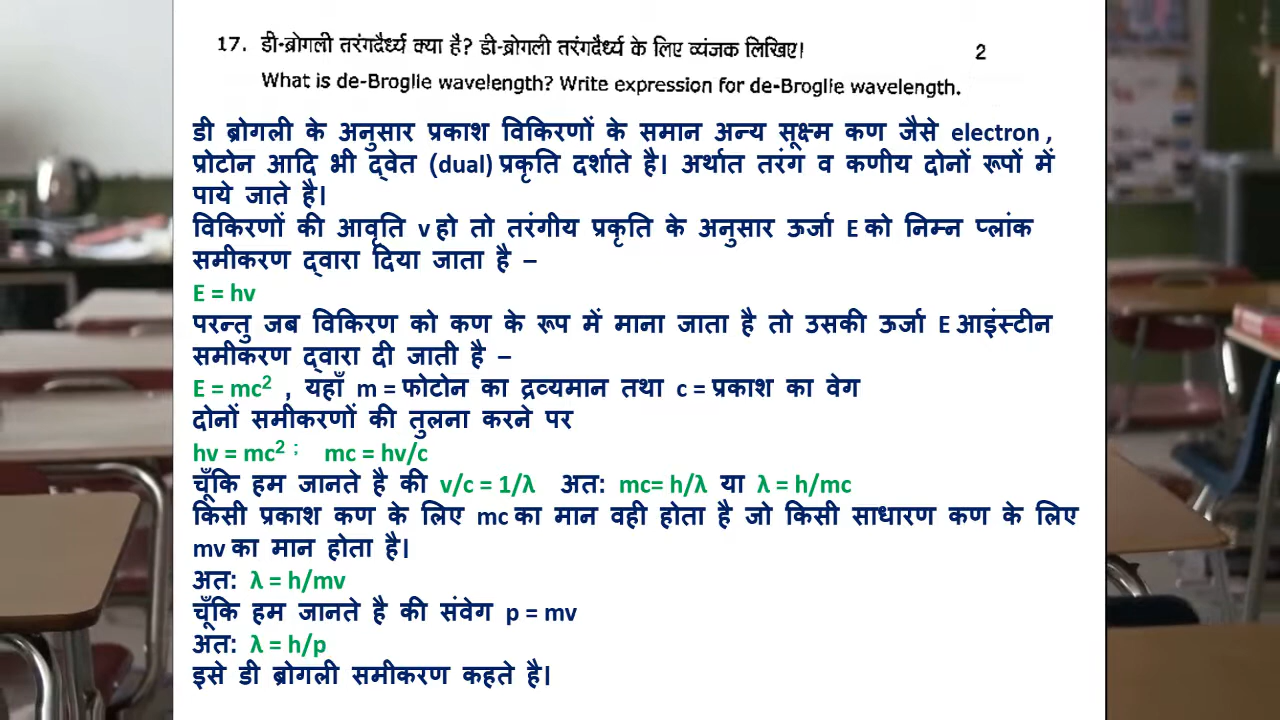 17. डी-ब्रोगली तरंगदैर्ध्य क्या है? डी-ब्रोगली तरंगदैर्ध्य के लिए व्यंजक लिखिए। 2
What is de-Broglie wavelength? Write expression for de-Broglie wavelength.
डी ब्रोगली के अनुसार प्रकाश विकिरणों के समान अन्य सूक्ष्म कण जैसे electron ,
प्रोटोन आदि भी द्वेत (dual) प्रकृति दर्शाते है। अर्थात तरंग व कणीय दोनों रूपों में
पाये जाते है।
विकिरणों की आवृति ν हो तो तरंगीय प्रकृति के अनुसार ऊर्जा E को निम्न प्लांक
समीकरण द्वारा दिया जाता है –
E = hν
परन्तु जब विकिरण को कण के रूप में माना जाता है तो उसकी ऊर्जा E आइंस्टीन
समीकरण द्वारा दी जाती है –
E = mc² , यहाँ m = फोटोन का द्रव्यमान तथा c = प्रकाश का वेग
दोनों समीकरणों की तुलना करने पर
hν = mc² ; mc = hν/c
चूँकि हम जानते है की ν/c = 1/λ अत: mc= h/λ या λ = h/mc
किसी प्रकाश कण के लिए mc का मान वही होता है जो किसी साधारण कण के लिए
mv का मान होता है।
अत: λ = h/mv
चूँकि हम जानते है की संवेग p = mv
अत: λ = h/p
इसे डी ब्रोगली समीकरण कहते है।